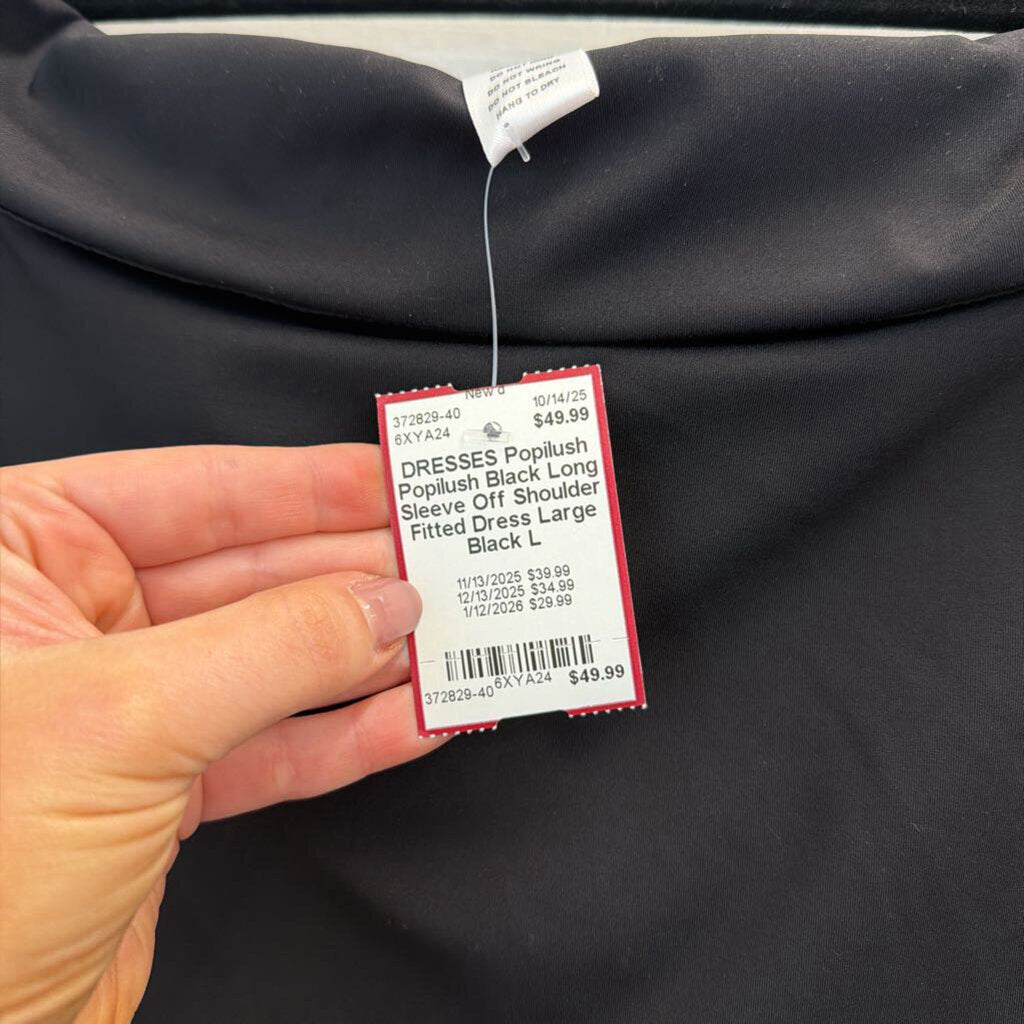 DO NOT WRING
DO NOT BLEACH
HANG TO DRY
New'd
372829-40
10/14/25
6XYA24
$49.99
DRESSES Popilush
Popilush Black Long
Sleeve Off Shoulder
Fitted Dress Large
Black L
11/13/2025 $39.99
12/13/2025 $34.99
1/12/2026 $29.99
372829-40 6XYA24 $49.99